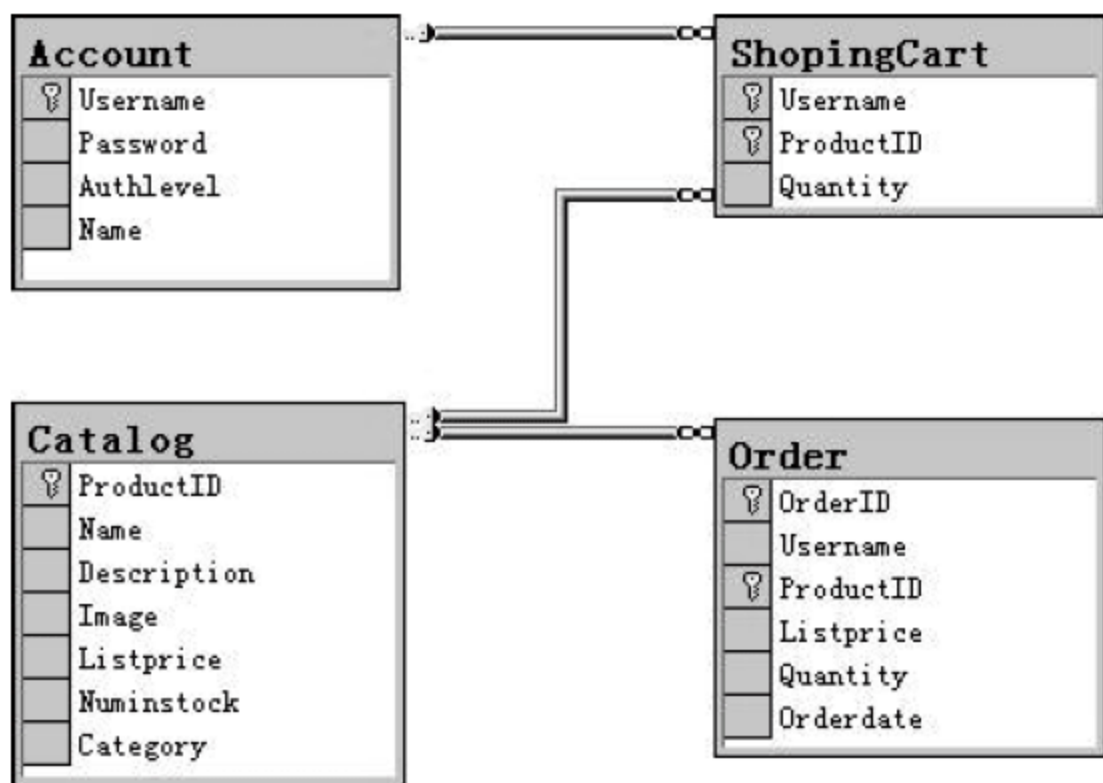 Account
Username
Password
Authlevel
Name
ShopingCart
Username
ProductID
Quantity
Catalog
ProductID
Name
Description
Image
Listprice
Numinstock
Category
Order
OrderID
Username
ProductID
Listprice
Quantity
Orderdate